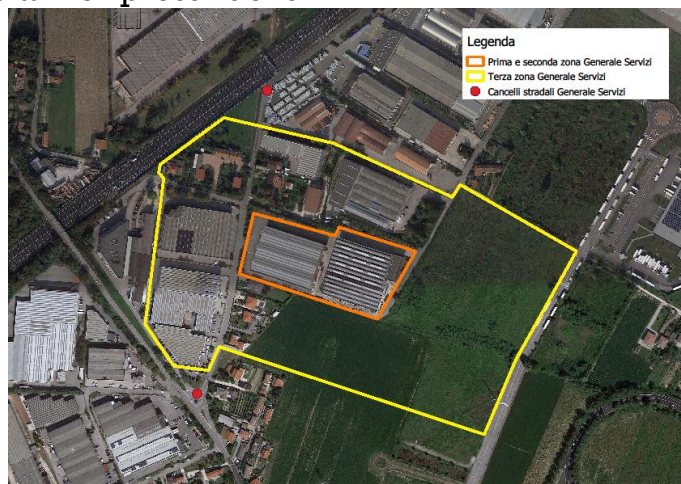 Legenda
Prima e seconda zona Generale Servizi
Terza zona Generale Servizi
Cancelli stradali Generale Servizi